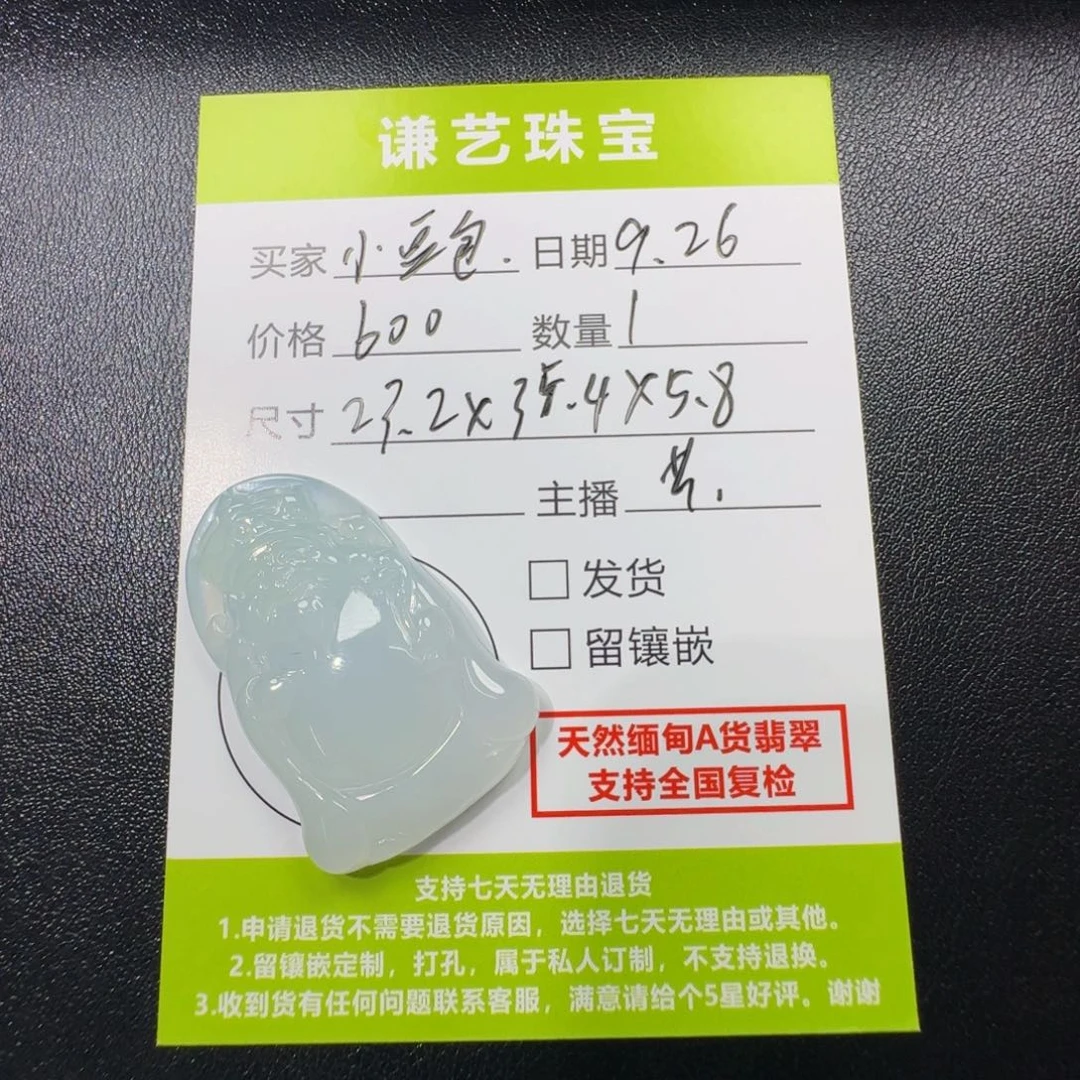 谦艺珠宝
买家 小豆包. 日期 9.26
价格 600 数量 1
尺寸 23.2x35.4x5.8
主播
□ 发货
□ 留镶嵌
天然缅甸A货翡翠
支持全国复检
支持七天无理由退货
1.申请退货不需要退货原因，选择七天无理由或其他。
2.留镶嵌定制，打孔，属于私人订制，不支持退换。
3.收到货有任何问题联系客服，满意请给个5星好评。谢谢